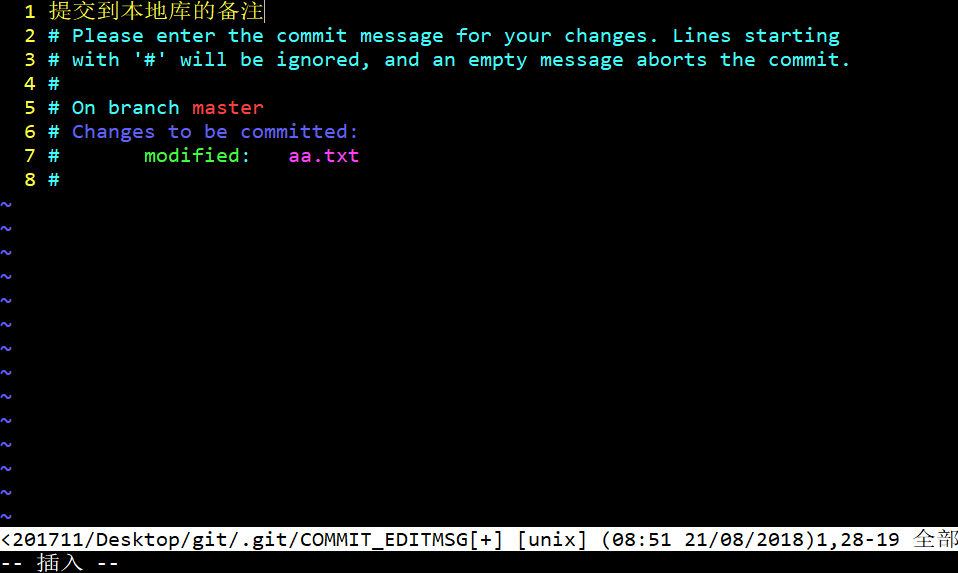 1 提交到本地库的备注
2 # Please enter the commit message for your changes. Lines starting
3 # with '#' will be ignored, and an empty message aborts the commit.
4 #
5 # On branch master
6 # Changes to be committed:
7 #       modified:   aa.txt
8 #
~
~
~
~
~
~
~
~
~
~
~
~
~
~
<201711/Desktop/git/.git/COMMIT_EDITMSG[+] [unix] (08:51 21/08/2018)1,28-19 全部
-- 插入 --